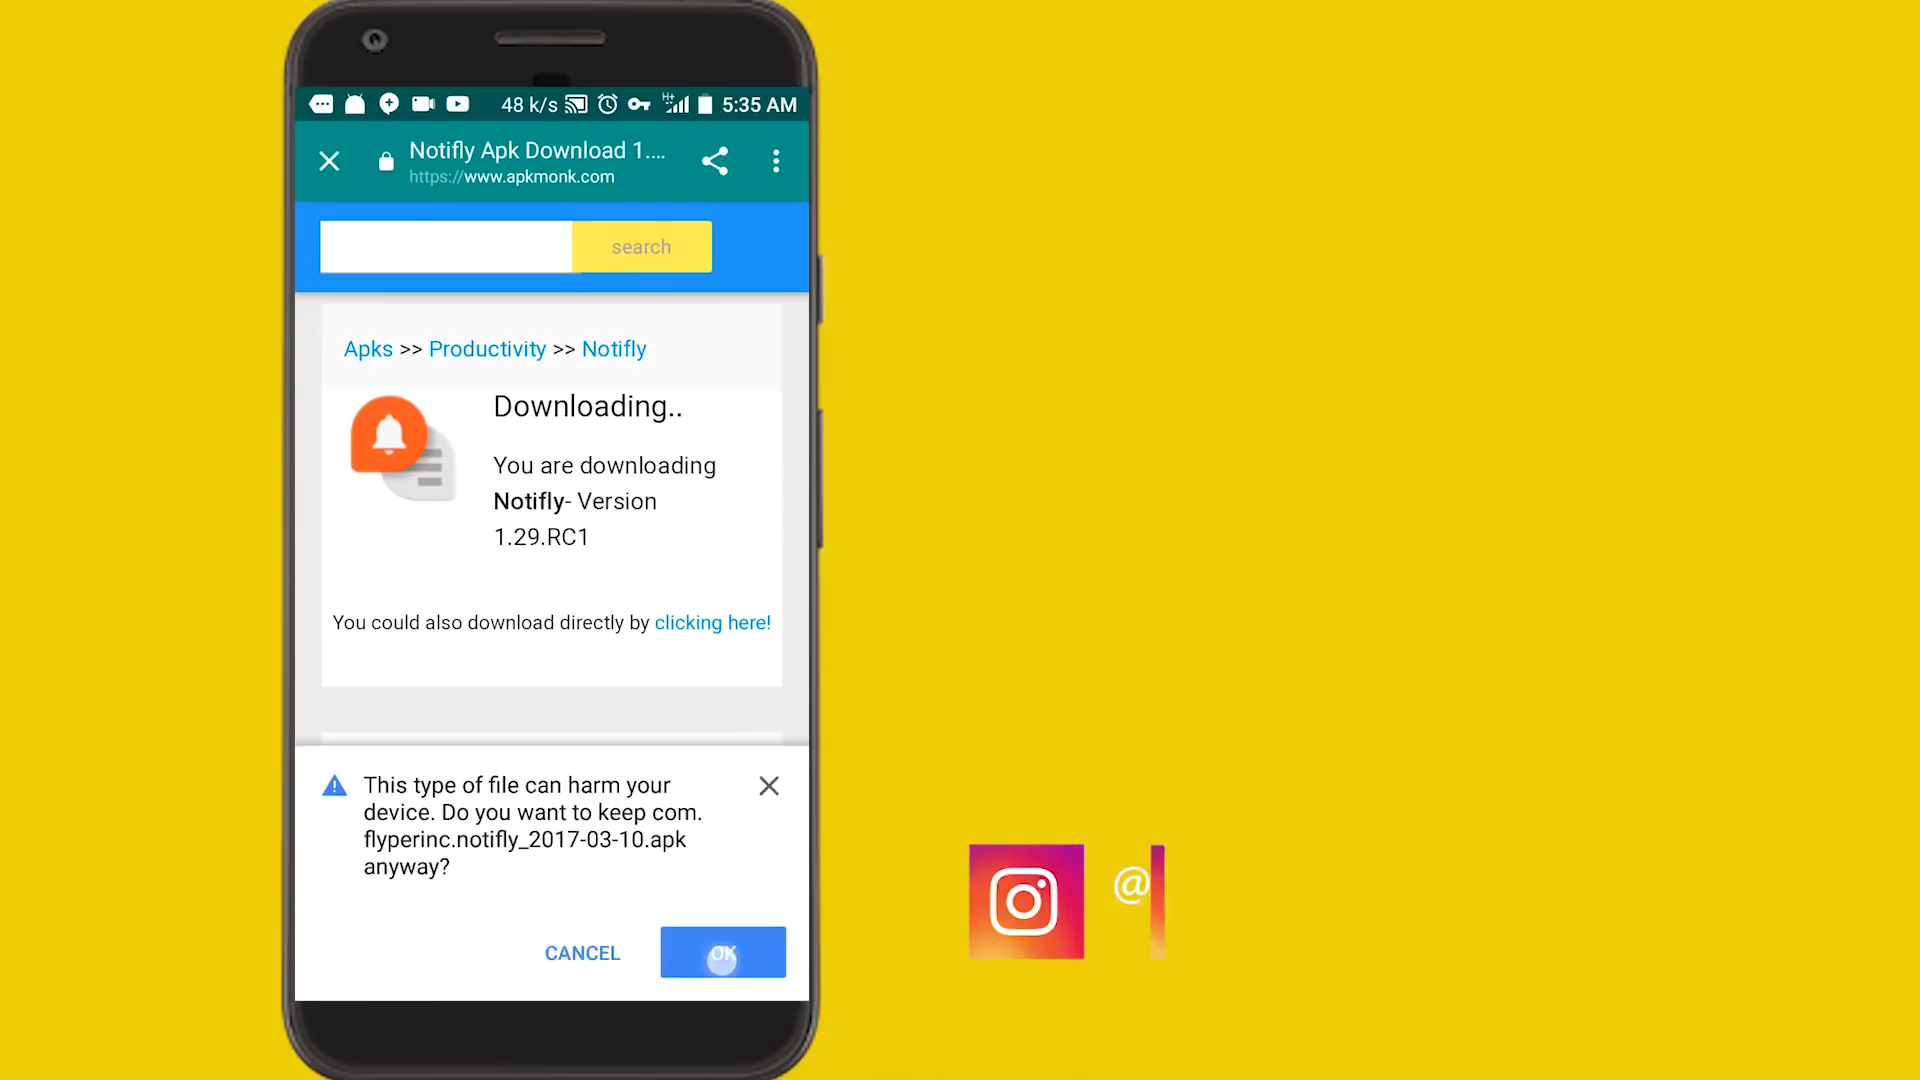 48 k/s H+ 5:35 AM
Notifly Apk Download 1....
https://www.apkmonk.com
search
Apks >> Productivity >> Notifly
Downloading..
You are downloading
Notifly- Version
1.29.RC1
You could also download directly by clicking here!
This type of file can harm your
device. Do you want to keep com.
flyperinc.notifly_2017-03-10.apk
anyway?
CANCEL OK
@